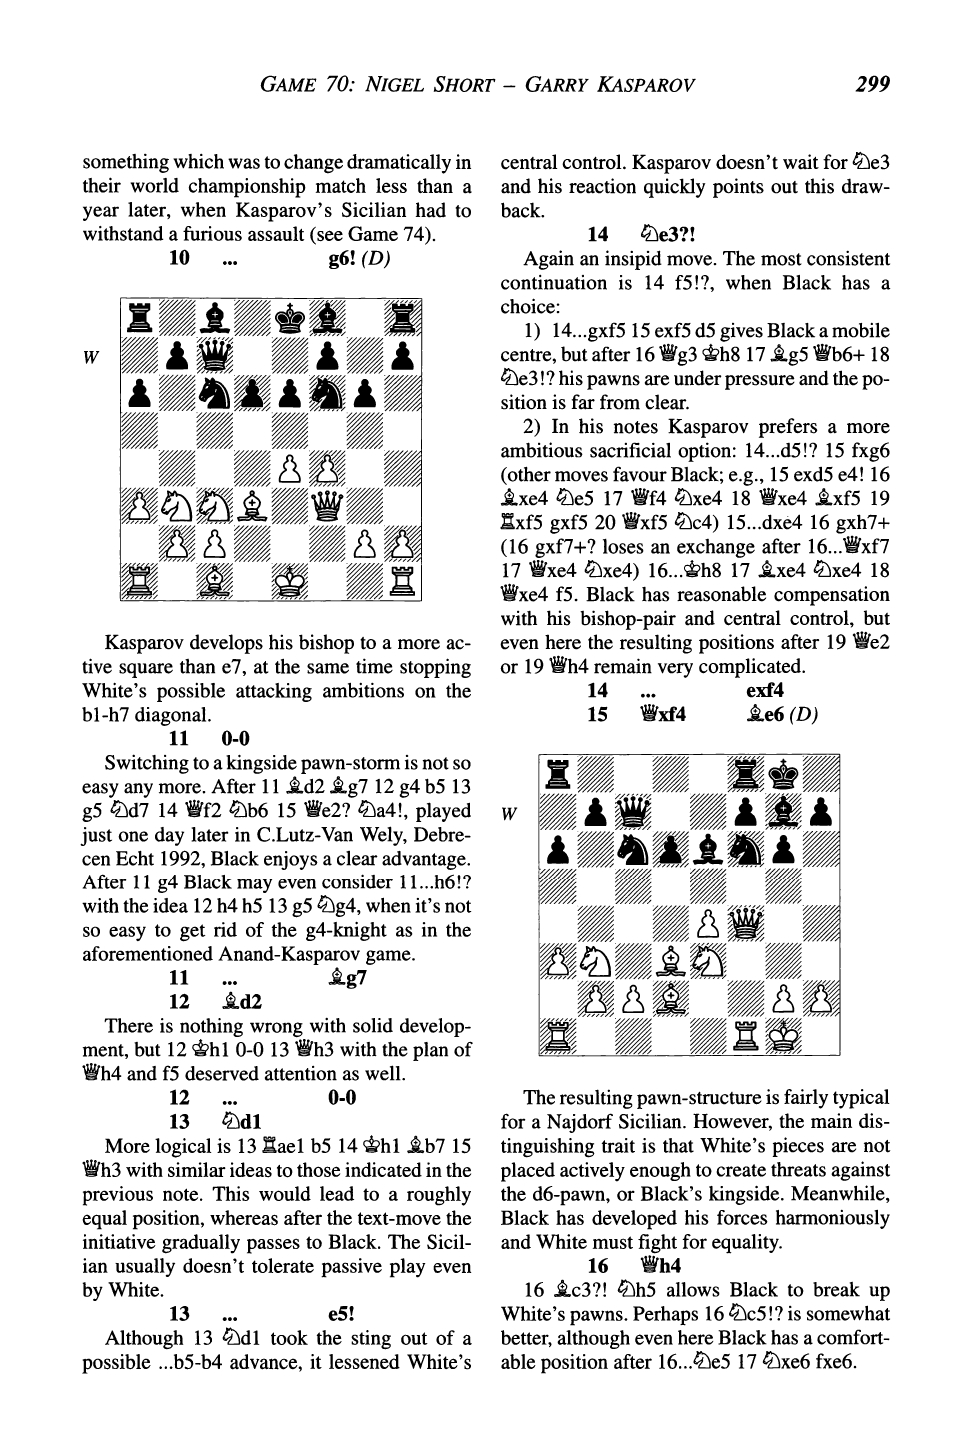 GAME 70: NIGEL SHORT – GARRY KASPAROV 299
something which was to change dramatically in
their world championship match less than a
year later, when Kasparov's Sicilian had to
withstand a furious assault (see Game 74).
10 ... g6! (D)
W
Kasparov develops his bishop to a more ac-
tive square than e7, at the same time stopping
White's possible attacking ambitions on the
b1-h7 diagonal.
11 0-0
Switching to a kingside pawn-storm is not so
easy any more. After 11 ♗d2 ♗g7 12 g4 b5 13
g5 ♘d7 14 ♕f2 ♘b6 15 ♕e2? ♘a4!, played
just one day later in C.Lutz-Van Wely, Debre-
cen Echt 1992, Black enjoys a clear advantage.
After 11 g4 Black may even consider 11...h6!?
with the idea 12 h4 h5 13 g5 ♘g4, when it's not
so easy to get rid of the g4-knight as in the
aforementioned Anand-Kasparov game.
11 ... ♗g7
12 ♗d2
There is nothing wrong with solid develop-
ment, but 12 ♔h1 0-0 13 ♕h3 with the plan of
♕h4 and f5 deserved attention as well.
12 ... 0-0
13 ♘d1
More logical is 13 ♖ae1 b5 14 ♔h1 ♗b7 15
♕h3 with similar ideas to those indicated in the
previous note. This would lead to a roughly
equal position, whereas after the text-move the
initiative gradually passes to Black. The Sicil-
ian usually doesn't tolerate passive play even
by White.
13 ... e5!
Although 13 ♘d1 took the sting out of a
possible ...b5-b4 advance, it lessened White's
central control. Kasparov doesn't wait for ♘e3
and his reaction quickly points out this draw-
back.
14 ♘e3?!
Again an insipid move. The most consistent
continuation is 14 f5!?, when Black has a
choice:
1) 14...gxf5 15 exf5 d5 gives Black a mobile
centre, but after 16 ♕g3 ♔h8 17 ♗g5 ♕b6+ 18
♘e3!? his pawns are under pressure and the po-
sition is far from clear.
2) In his notes Kasparov prefers a more
ambitious sacrificial option: 14...d5!? 15 fxg6
(other moves favour Black; e.g., 15 exd5 e4! 16
♗xe4 ♘e5 17 ♕f4 ♘xe4 18 ♕xe4 ♗xf5 19
♖xf5 gxf5 20 ♕xf5 ♘c4) 15...dxe4 16 gxh7+
(16 gxf7+? loses an exchange after 16...♕xf7
17 ♕xe4 ♘xe4) 16...♔h8 17 ♗xe4 ♘xe4 18
♕xe4 f5. Black has reasonable compensation
with his bishop-pair and central control, but
even here the resulting positions after 19 ♕e2
or 19 ♕h4 remain very complicated.
14 ... exf4
15 ♕xf4 ♗e6 (D)
W
The resulting pawn-structure is fairly typical
for a Najdorf Sicilian. However, the main dis-
tinguishing trait is that White's pieces are not
placed actively enough to create threats against
the d6-pawn, or Black's kingside. Meanwhile,
Black has developed his forces harmoniously
and White must fight for equality.
16 ♕h4
16 ♗c3?! ♘h5 allows Black to break up
White's pawns. Perhaps 16 ♘c5!? is somewhat
better, although even here Black has a comfort-
able position after 16...♘e5 17 ♘xe6 fxe6.